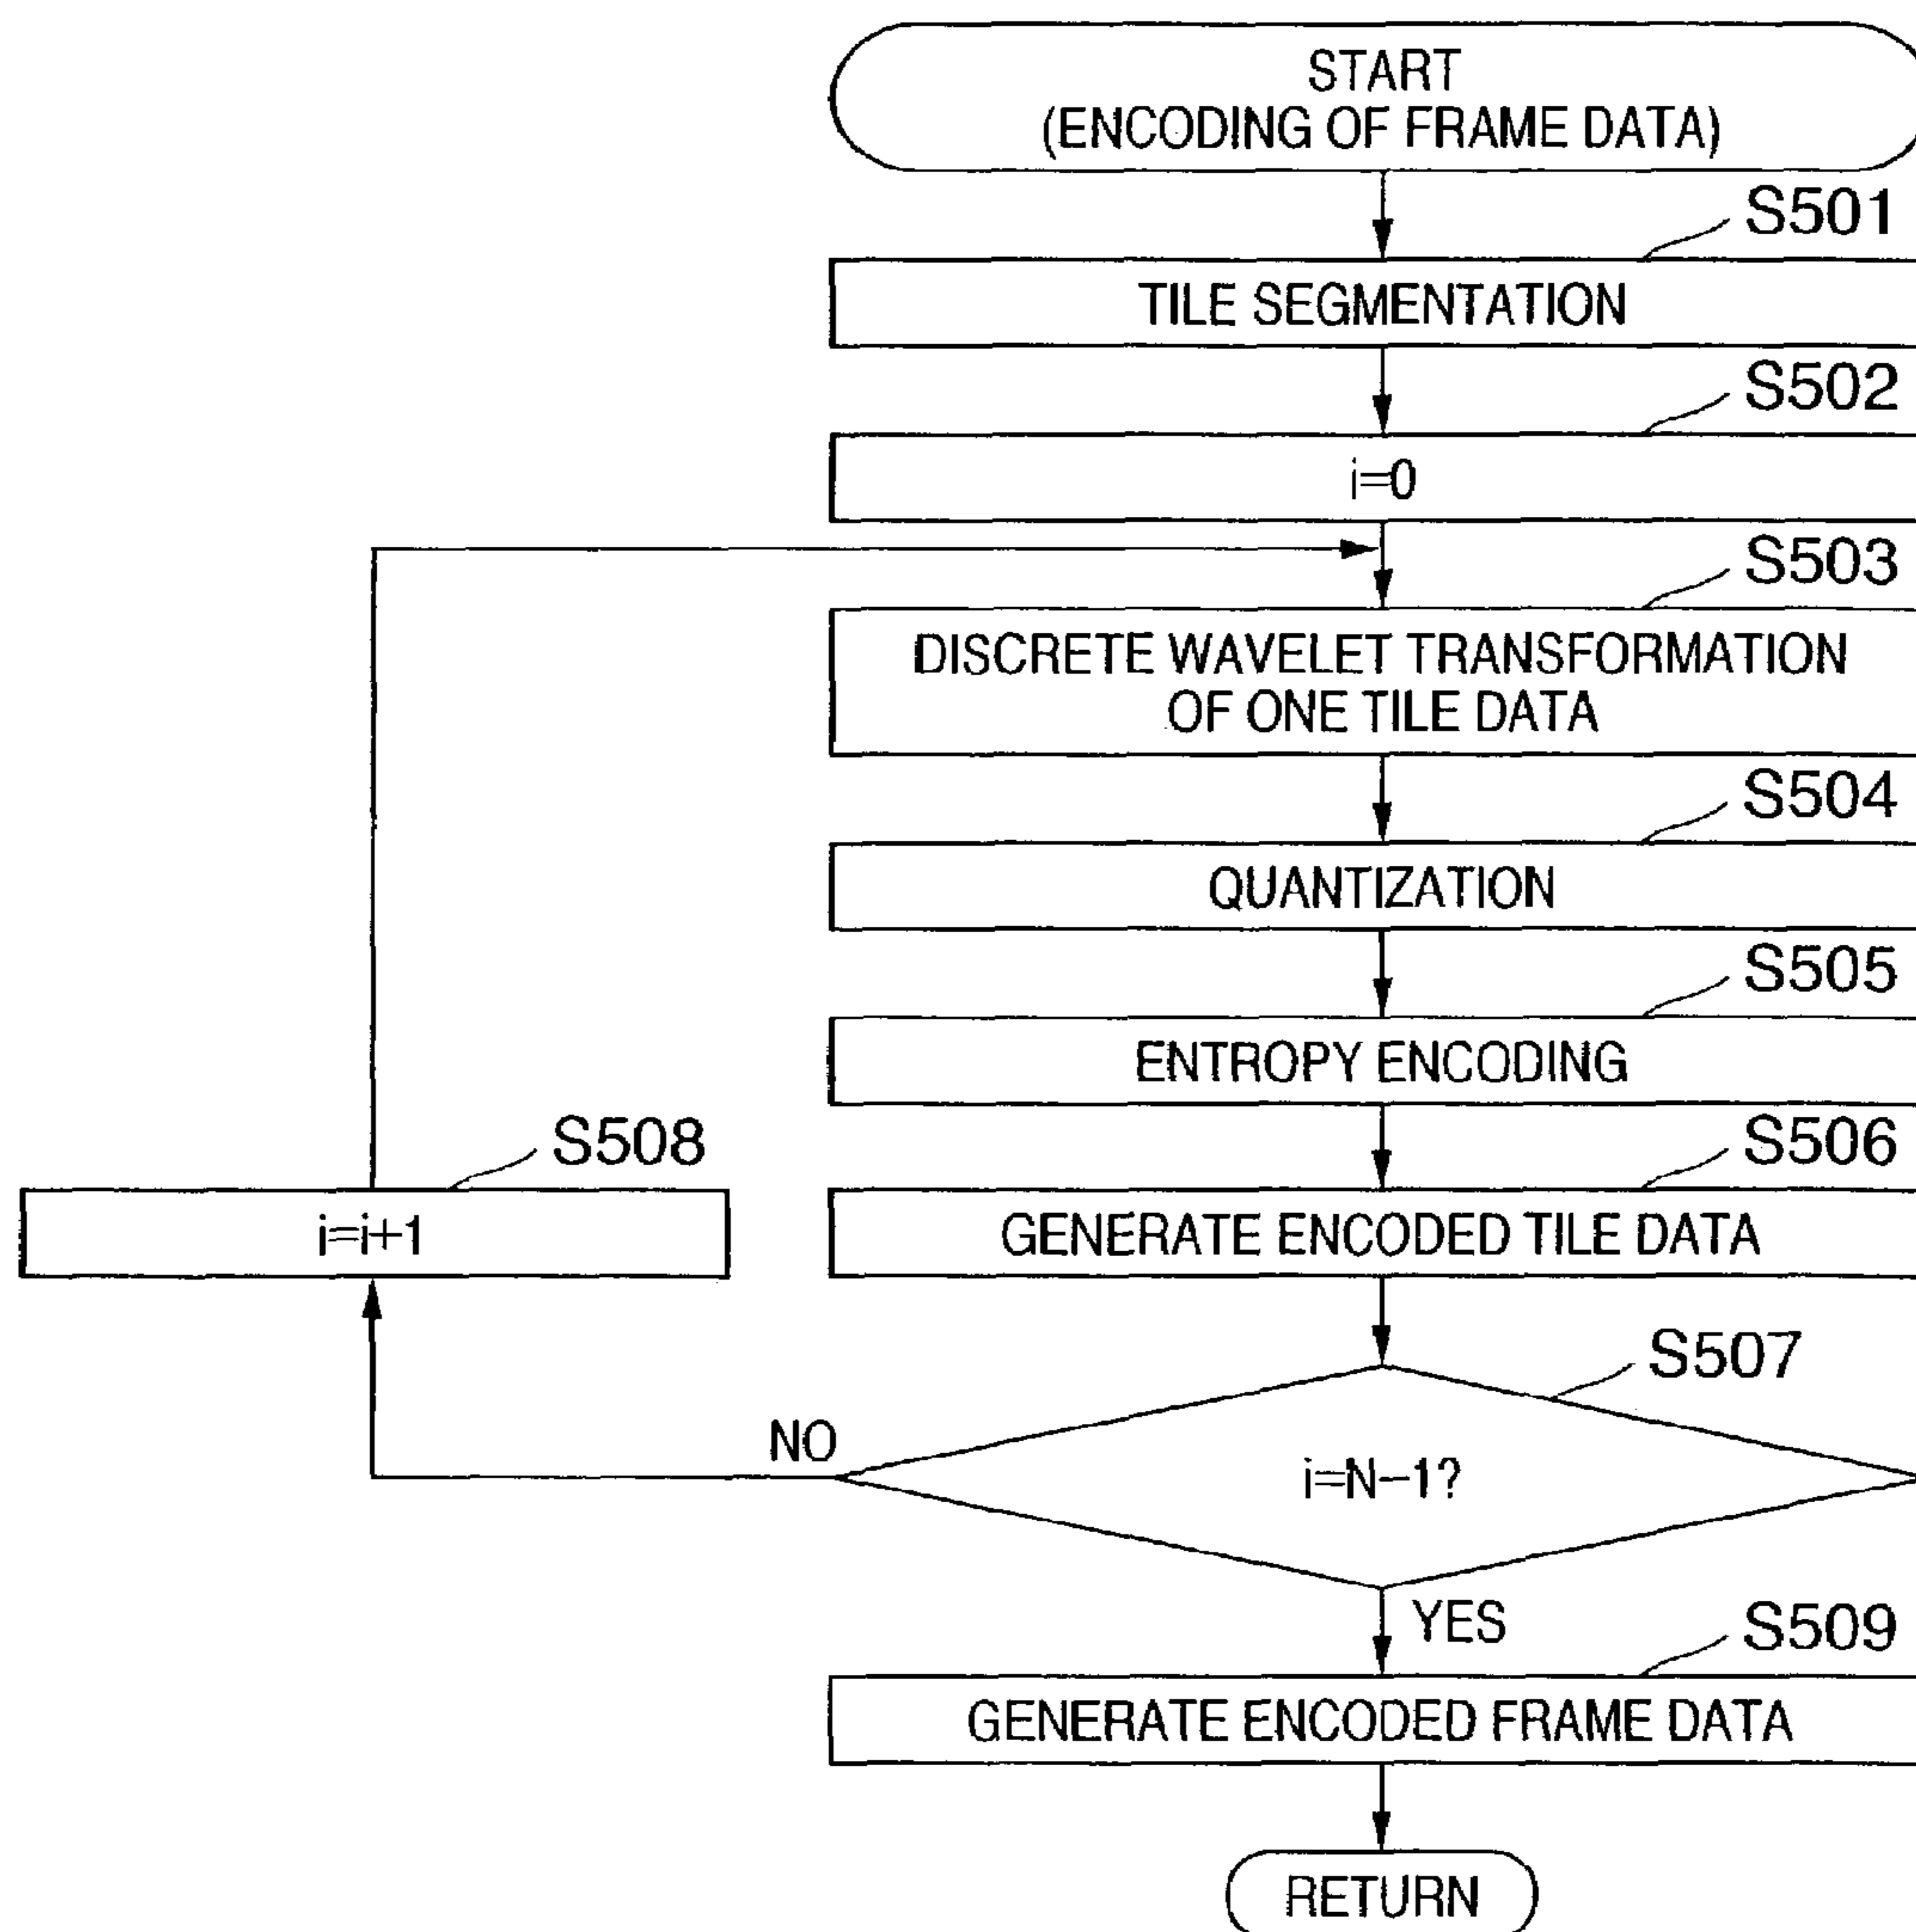 START
(ENCODING OF FRAME DATA)
S501
TILE SEGMENTATION
S502
i=0
S503
DISCRETE WAVELET TRANSFORMATION
OF ONE TILE DATA
S504
QUANTIZATION
S505
ENTROPY ENCODING
S508
S506
i=i+1
GENERATE ENCODED TILE DATA
S507
NO
i=N-1?
YES
S509
GENERATE ENCODED FRAME DATA
RETURN